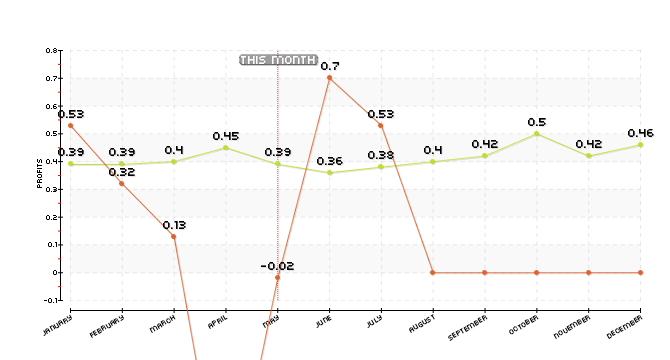 0.8
THIS MONTH
0.7
0.7
0.6
0.53
0.53
0.5
0.5
0.45
0.46
0.42
0.42
0.4
0.4
0.39
0.39
0.39
0.38
0.36
0.4
0.32
0.3
0.2
0.13
0.1
-0.02
0
-0.1
PROFITS
JANUARY
FEBRUARY
MARCH
APRIL
MAY
JUNE
JULY
AUGUST
SEPTEMBER
OCTOBER
NOVEMBER
DECEMBER